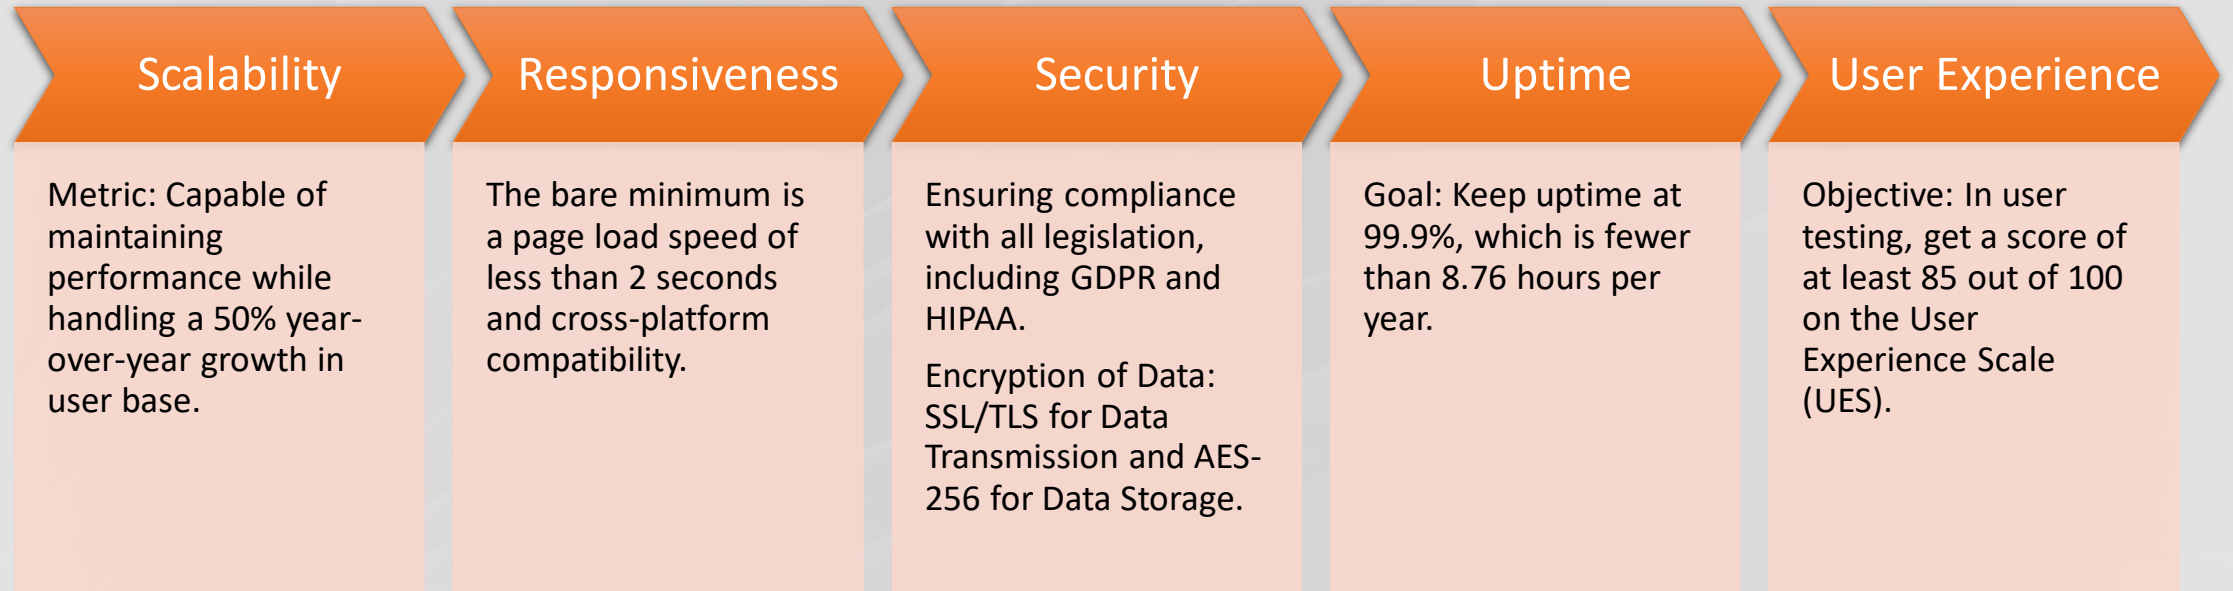 Scalability
Metric: Capable of
maintaining
performance while
handling a 50% year-
over-year growth in
user base.
Responsiveness
The bare minimum is
a page load speed of
less than 2 seconds
and cross-platform
compatibility.
Security
Ensuring compliance
with all legislation,
including GDPR and
HIPAA.
Encryption of Data:
SSL/TLS for Data
Transmission and AES-
256 for Data Storage.
Uptime
Goal: Keep uptime at
99.9%, which is fewer
than 8.76 hours per
year.
User Experience
Objective: In user
testing, get a score of
at least 85 out of 100
on the User
Experience Scale
(UES).